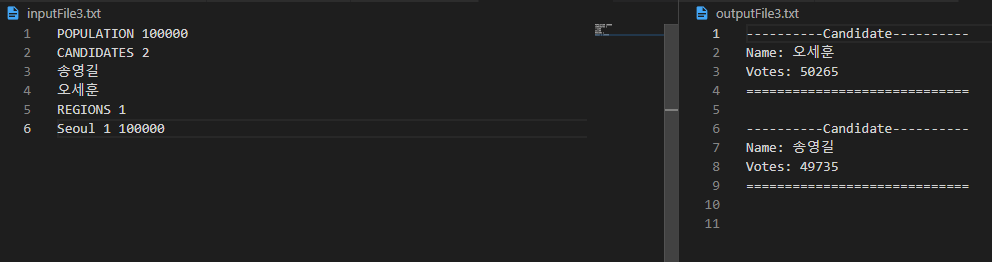 inputFile3.txt
1 POPULATION 100000
2 CANDIDATES 2
3 송영길
4 오세훈
5 REGIONS 1
6 Seoul 1 100000
outputFile3.txt
1 ----------Candidate----------
2 Name: 오세훈
3 Votes: 50265
4 =============================
5
6 ----------Candidate----------
7 Name: 송영길
8 Votes: 49735
9 =============================
10
11